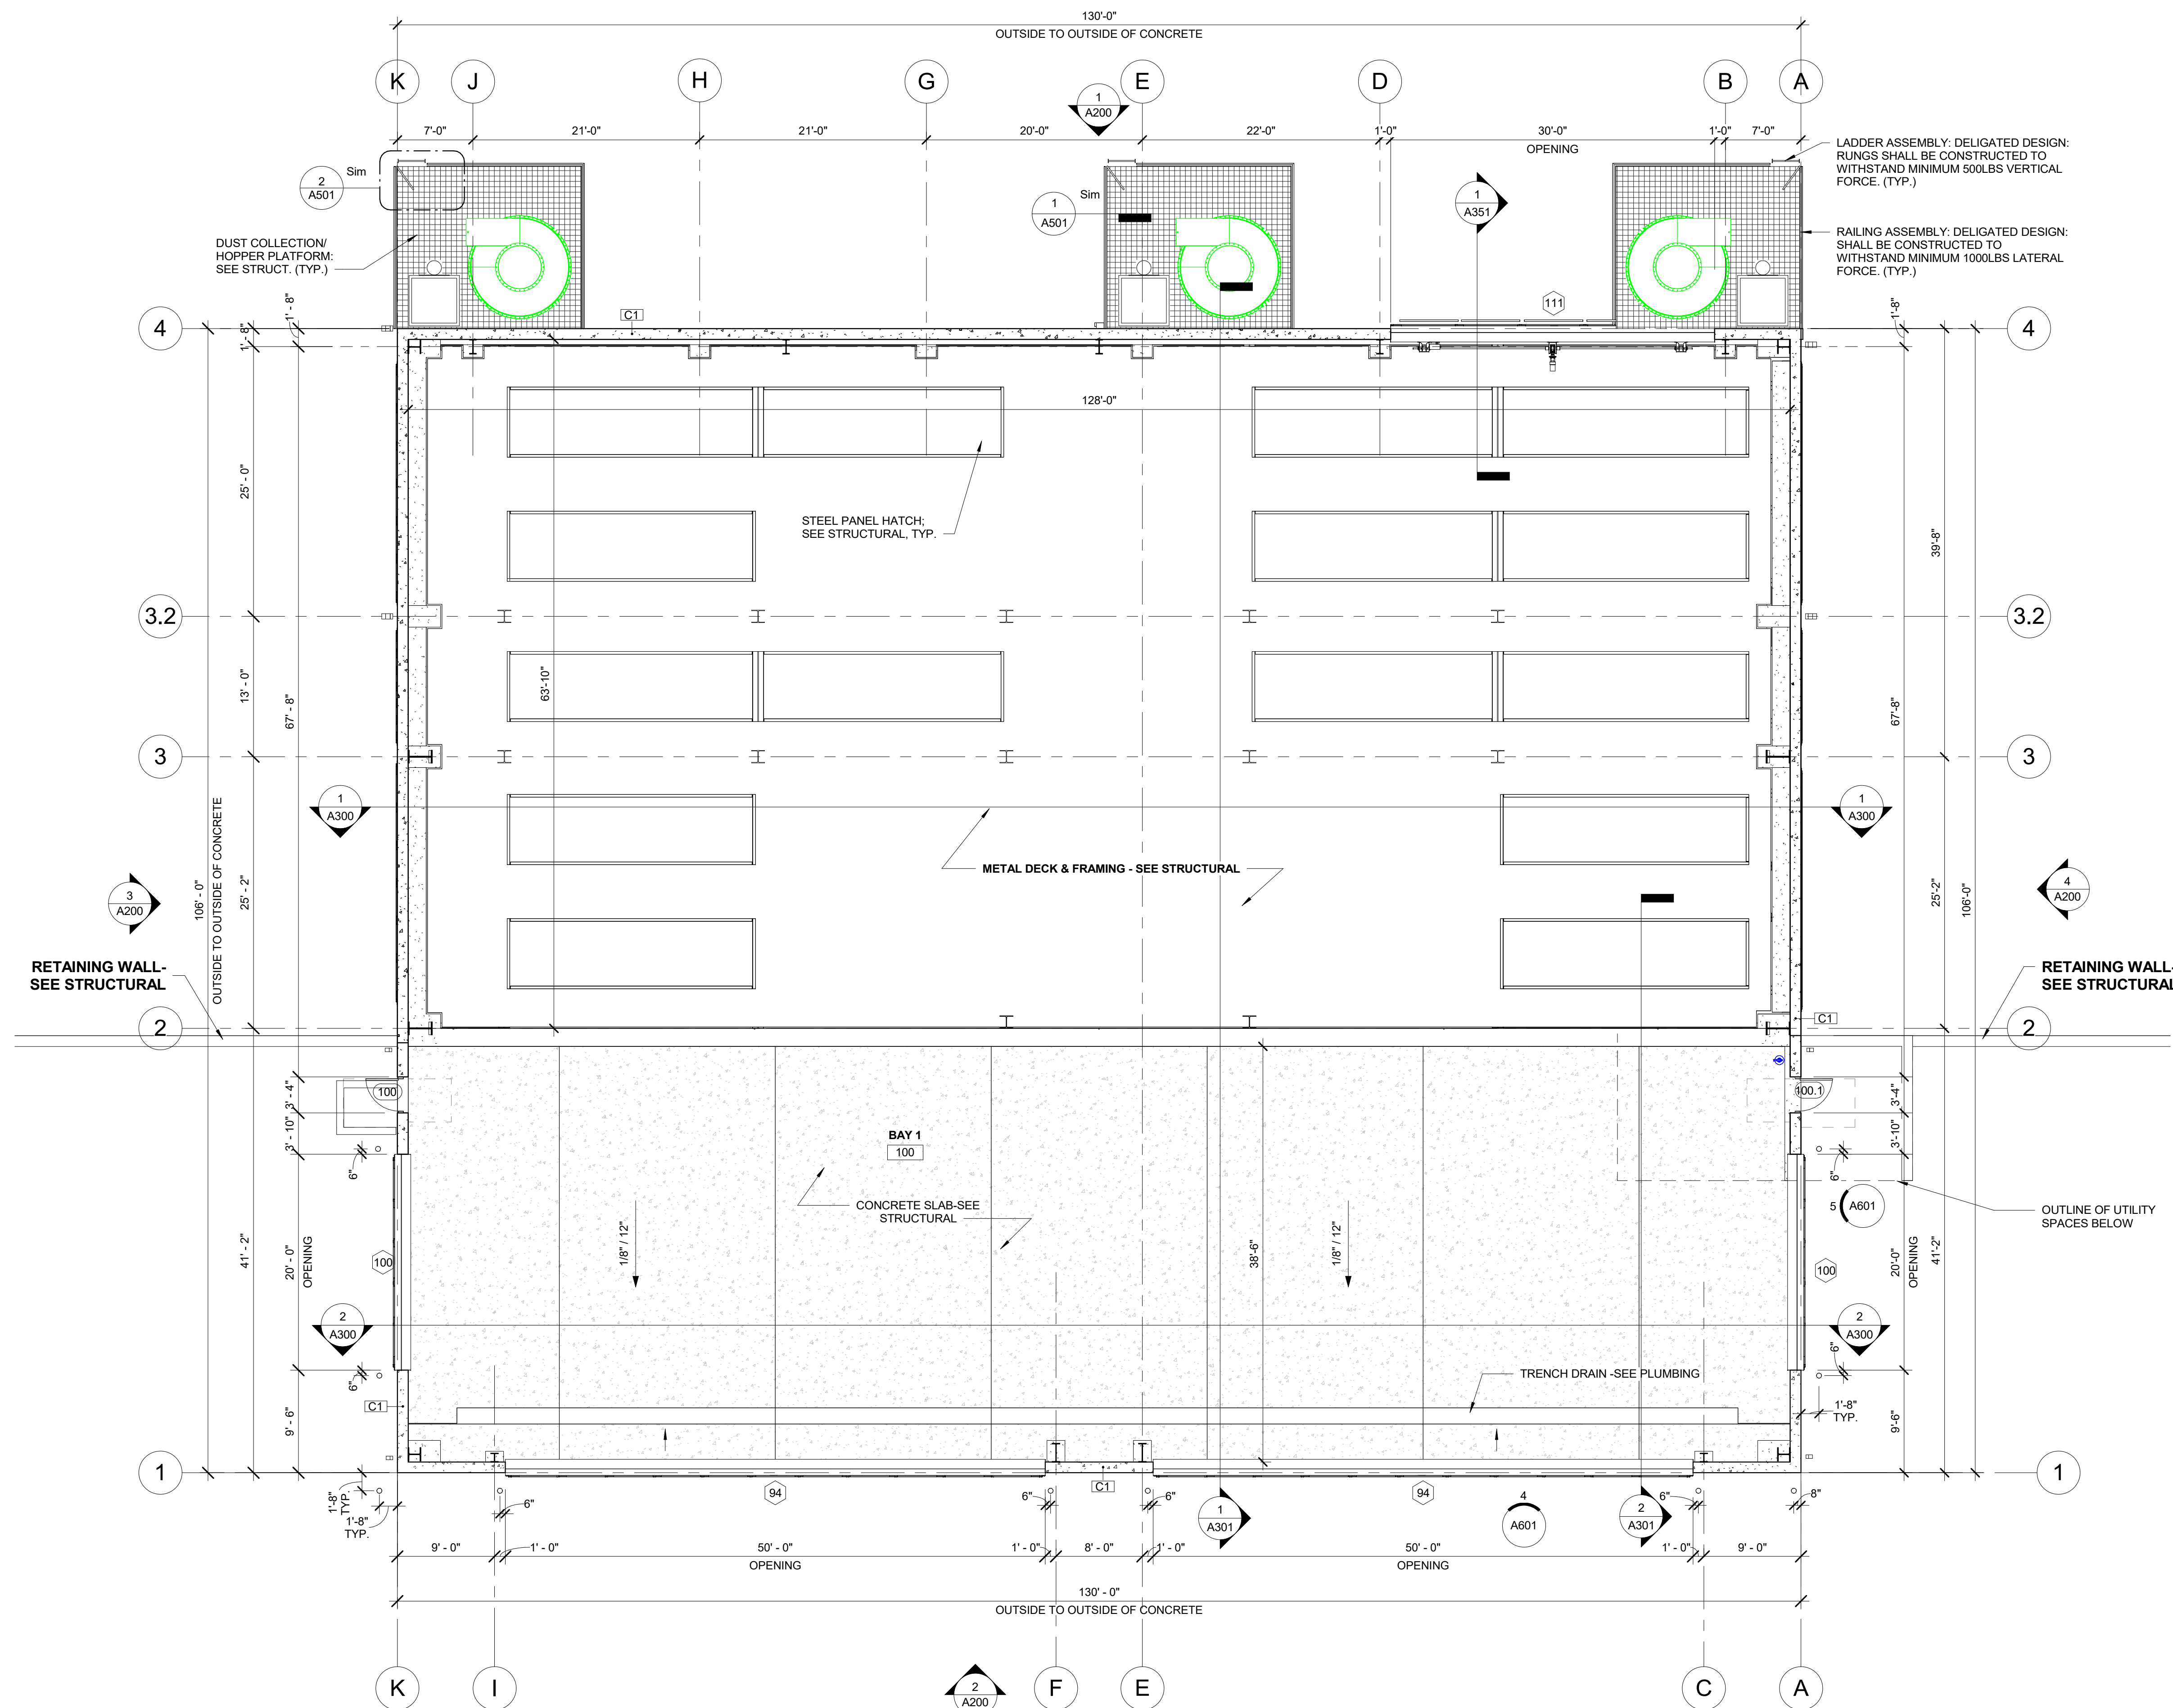 130'-0"
OUTSIDE TO OUTSIDE OF CONCRETE
K
J
H
G
E
D
B
A
1
A200
7'-0"
21'-0"
21'-0"
20'-0"
22'-0"
1'-0"
30'-0"
OPENING
1'-0"
7'-0"
LADDER ASSEMBLY: DELIGATED DESIGN:
RUNGS SHALL BE CONSTRUCTED TO
WITHSTAND MINIMUM 500LBS VERTICAL
FORCE. (TYP.)
2
A501
Sim
1
A501
Sim
1
A351
RAILING ASSEMBLY: DELIGATED DESIGN:
SHALL BE CONSTRUCTED TO
WITHSTAND MINIMUM 1000LBS LATERAL
FORCE. (TYP.)
DUST COLLECTION/
HOPPER PLATFORM:
SEE STRUCT. (TYP.)
111
C1
1' - 8"
1' - 8"
1'-8"
4
4
128'-0"
25' - 0"
STEEL PANEL HATCH;
SEE STRUCTURAL, TYP.
39'-8"
3.2
3.2
13' - 0"
67' - 8"
63'-10"
67'-8"
3
3
1
A300
1
A300
METAL DECK & FRAMING - SEE STRUCTURAL
3
A200
4
A200
106' - 0"
OUTSIDE TO OUTSIDE OF CONCRETE
25' - 2"
25'-2"
106'-0"
RETAINING WALL-
SEE STRUCTURAL
RETAINING WALL-
SEE STRUCTURAL
C1
2
2
100
100.1
3' - 4"
3' - 10"
6"
3'-4"
3'-10"
6"
BAY 1
100
CONCRETE SLAB-SEE
STRUCTURAL
5
A601
OUTLINE OF UTILITY
SPACES BELOW
1/8" / 12"
38'-6"
1/8" / 12"
41' - 2"
20' - 0"
OPENING
100
100
20'-0"
OPENING
41'-2"
2
A300
2
A300
TRENCH DRAIN -SEE PLUMBING
6"
6"
C1
9' - 6"
1'-8"
TYP.
9'-6"
1
1
94
C1
94
1'-8"
TYP.
1'-8"
TYP.
6"
6"
6"
6"
8"
1
A301
4
A601
2
A301
9' - 0"
1' - 0"
50' - 0"
OPENING
1' - 0"
8' - 0"
1' - 0"
50' - 0"
OPENING
1' - 0"
9' - 0"
130' - 0"
OUTSIDE TO OUTSIDE OF CONCRETE
K
I
2
A200
F
E
C
A